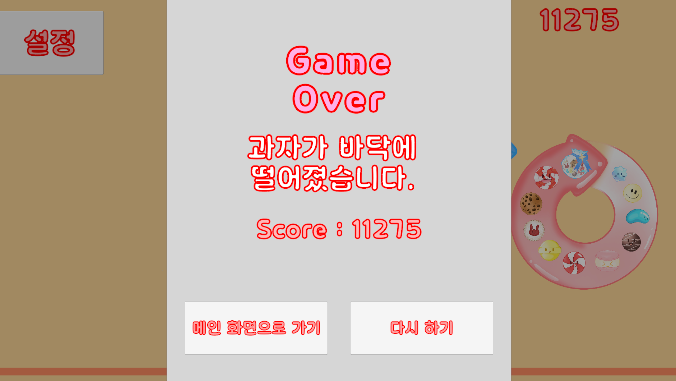 설정
11275
Game
Over
과자가 바닥에
떨어졌습니다.
Score : 11275
메인 화면으로 가기
다시 하기